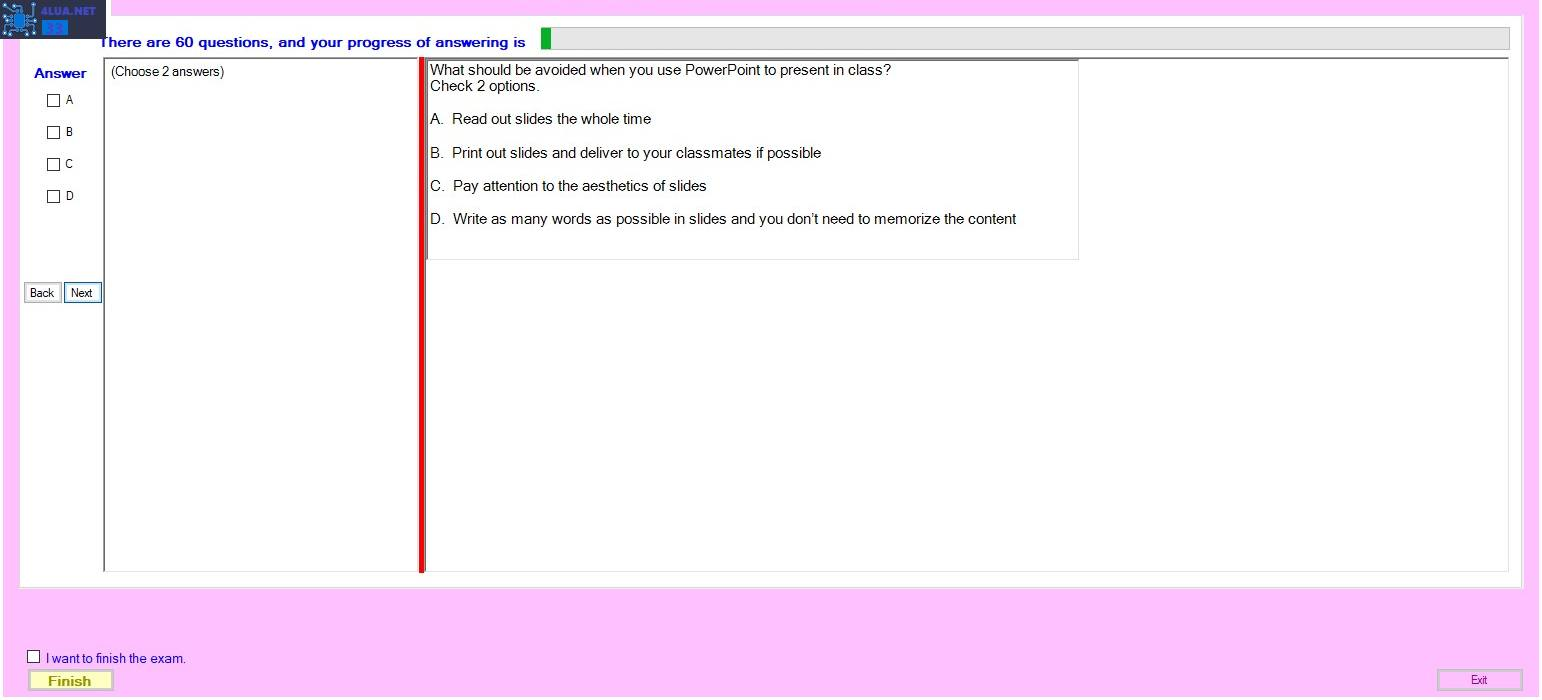 4LUA.NET
33
There are 60 questions, and your progress of answering is
Answer
(Choose 2 answers)
What should be avoided when you use PowerPoint to present in class?
Check 2 options.
A
A. Read out slides the whole time
B
B. Print out slides and deliver to your classmates if possible
C
C. Pay attention to the aesthetics of slides
D
D. Write as many words as possible in slides and you don't need to memorize the content
Back Next
I want to finish the exam.
Finish
Exit